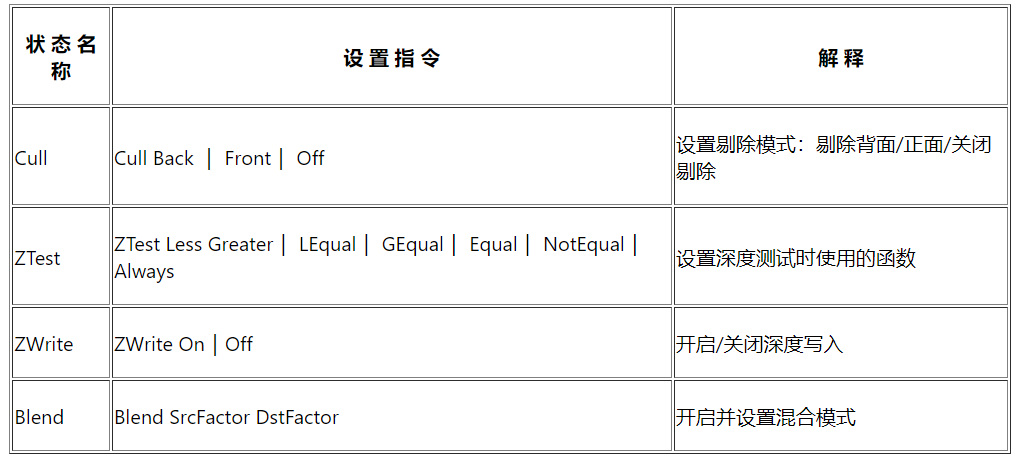 状 态 名
称
设 置 指 令
解 释
Cull
Cull Back | Front | Off
设置剔除模式：剔除背面/正面/关闭
剔除
ZTest
ZTest Less Greater | LEqual | GEqual | Equal | NotEqual |
Always
设置深度测试时使用的函数
ZWrite
ZWrite On | Off
开启/关闭深度写入
Blend
Blend SrcFactor DstFactor
开启并设置混合模式